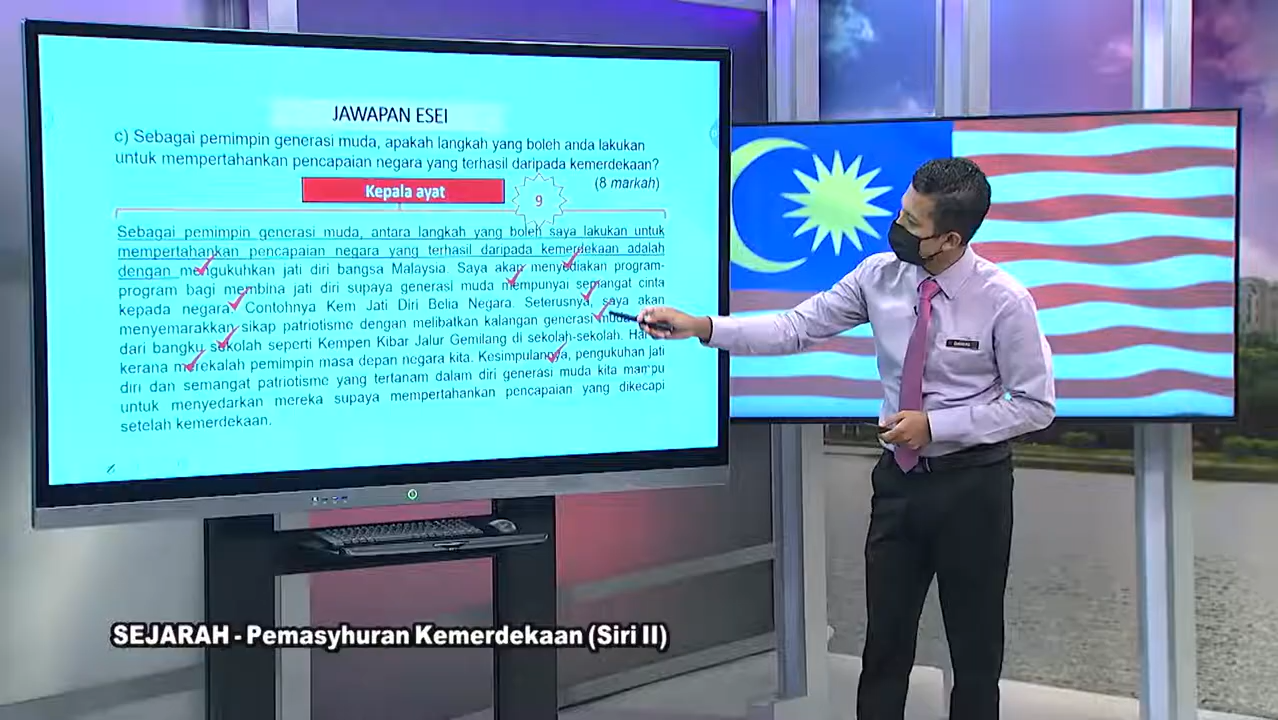 JAWAPAN ESEI
c) Sebagai pemimpin generasi muda, apakah langkah yang boleh anda lakukan
untuk mempertahankan pencapaian negara yang terhasil daripada kemerdekaan?
(8 markah)
Kepala ayat
9
Sebagai pemimpin generasi muda, antara langkah yang boleh saya lakukan untuk
mempertahankan pencapaian negara yang terhasil daripada kemerdekaan adalah
dengan mengukuhkan jati diri bangsa Malaysia. Saya akan menyediakan program-
program bagi membina jati diri supaya generasi muda mempunyai semangat cinta
kepada negara. Contohnya Kem Jati Diri Belia Negara. Seterusnya, saya akan
menyemarakkan sikap patriotisme dengan melibatkan kalangan generasi muda
dari bangku sekolah seperti Kempen Kibar Jalur Gemilang di sekolah-sekolah.
kerana merekalah pemimpin masa depan negara kita. Kesimpulannya, pengukuhan jati
diri dan semangat patriotisme yang tertanam dalam diri generasi muda kita mampu
untuk menyedarkan mereka supaya mempertahankan pencapaian yang dikecapi
setelah kemerdekaan.
SEJARAH - Pemasyhuran Kemerdekaan (Siri II)